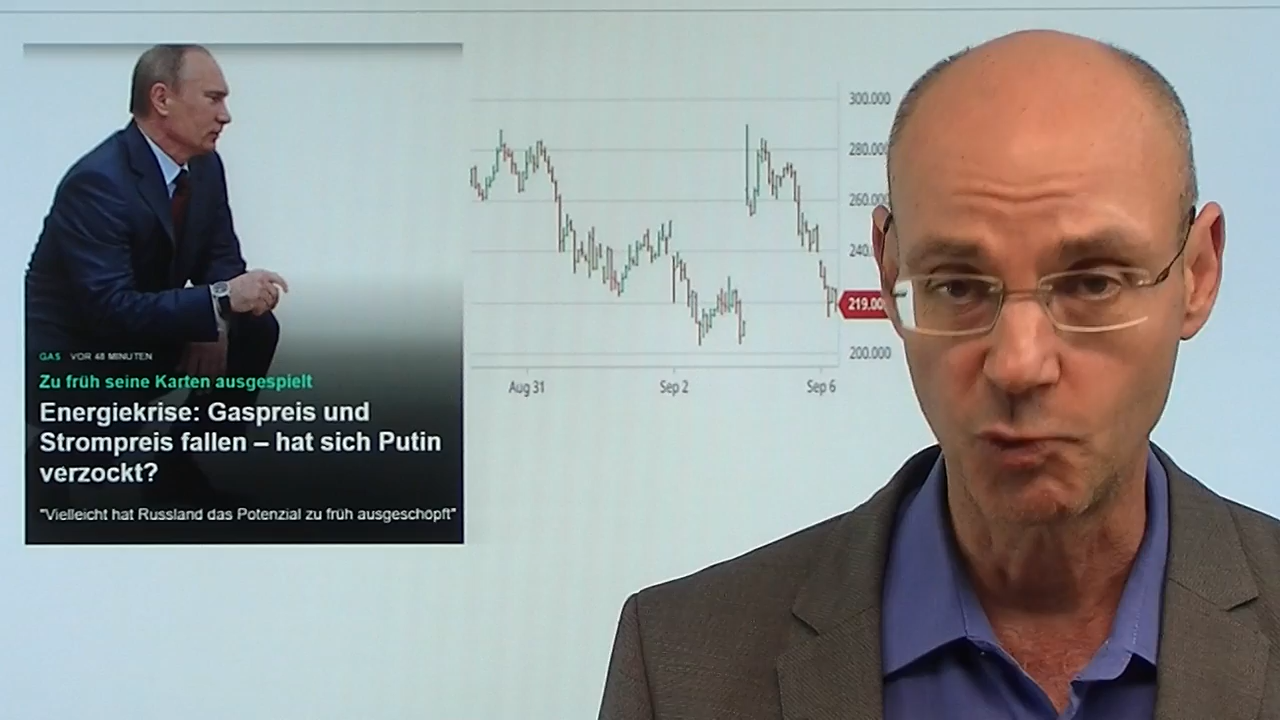 GAS VOR 48 MINUTEN
Zu früh seine Karten ausgespielt
Energiekrise: Gaspreis und
Strompreis fallen – hat sich Putin
verzockt?
"Vielleicht hat Russland das Potenzial zu früh ausgeschöpft"
300.000
280.000
260.000
240.
219.00
200.000
Aug 31
Sep 2
Sep 6